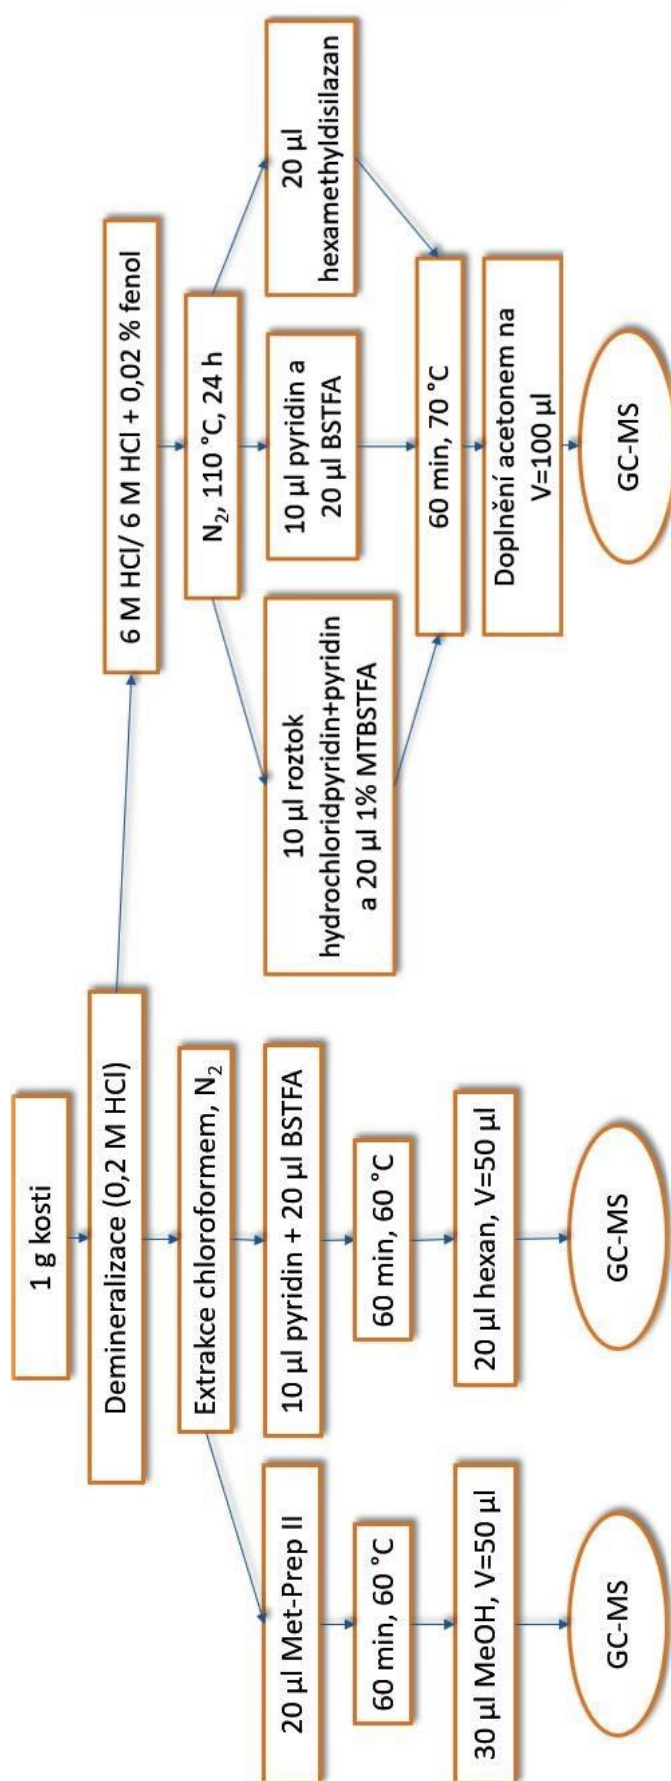 1 g kosti
Demineralizace (0,2 M HCl)
Extrakce chloroformem, N₂
20 µl Met-Prep II
60 min, 60 °C
30 µl MeOH, V=50 µl
GC-MS
10 µl pyridin + 20 µl BSTFA
60 min, 60 °C
20 µl hexan, V=50 µl
GC-MS
6 M HCl/ 6 M HCl + 0,02 % fenol
N₂, 110 °C, 24 h
10 µl roztok
hydrochloridpyridin+pyridin
a 20 µl 1% MTBSTFA
10 µl pyridin a
20 µl BSTFA
20 µl
hexamethyldisilazan
60 min, 70 °C
Doplnění acetonem na
V=100 µl
GC-MS